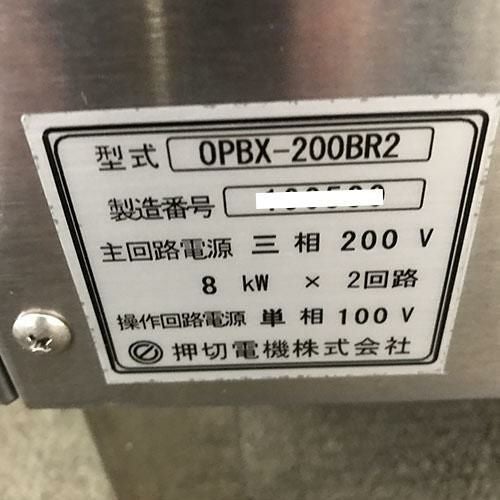 型式 OPBX-200BR2
製造番号
主回路電源 三相 200 V
8 kW × 2回路
操作回路電源 単相 100 V
押切電機株式会社